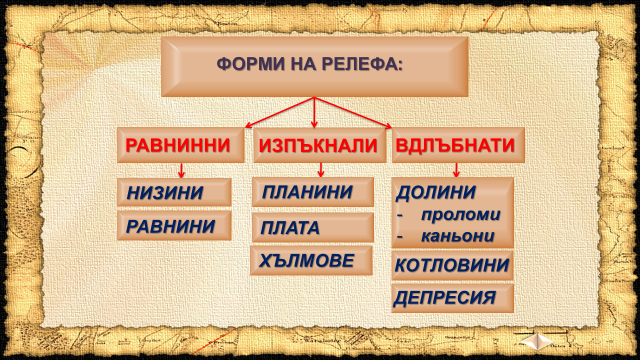 ФОРМИ НА РЕЛЕФА:
РАВНИННИ
ИЗПЪКНАЛИ
ВДЛЪБНАТИ
НИЗИНИ
РАВНИНИ
ПЛАНИНИ
ПЛАТА
ХЪЛМОВЕ
ДОЛИНИ
- проломи
- каньони
КОТЛОВИНИ
ДЕПРЕСИЯ